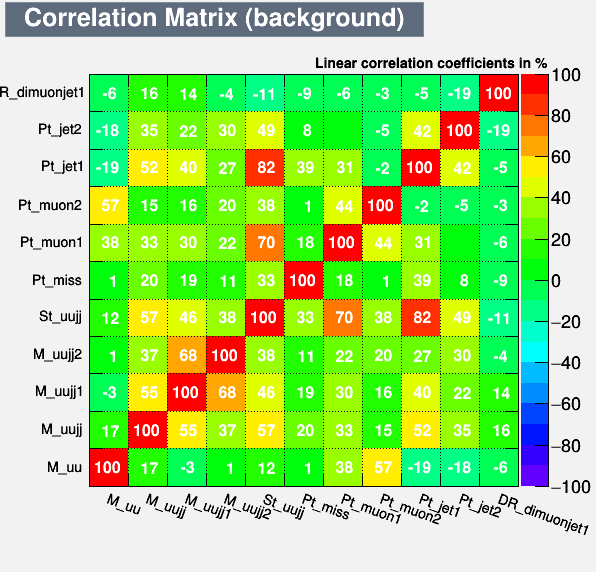 Correlation Matrix (background)
Linear correlation coefficients in %
R_dimuonjet1 -6 16 14 -4 -11 -9 -6 -3 -5 -19 100
Pt_jet2 -18 35 22 30 49 8 -5 42 100 -19
Pt_jet1 -19 52 40 27 82 39 31 -2 100 42 -5
Pt_muon2 57 15 16 20 38 1 44 100 -2 -5 -3
Pt_muon1 38 33 30 22 70 18 100 44 31 -6
Pt_miss 1 20 19 11 33 100 18 1 39 8 -9
St_uujj 12 57 46 38 100 33 70 38 82 49 -11
M_uujj2 1 37 68 100 38 11 22 20 27 30 -4
M_uujj1 -3 55 100 68 46 19 30 16 40 22 14
M_uujj 17 100 55 37 57 20 33 15 52 35 16
M_uu 100 17 -3 1 12 1 38 57 -19 -18 -6
M_uu M_uujj M_uujj1 M_uujj2 St_uujj Pt_miss Pt_muon1 Pt_muon2 Pt_jet1 Pt_jet2 DR_dimuonjet1
100
80
60
40
20
0
−20
−40
−60
−80
−100